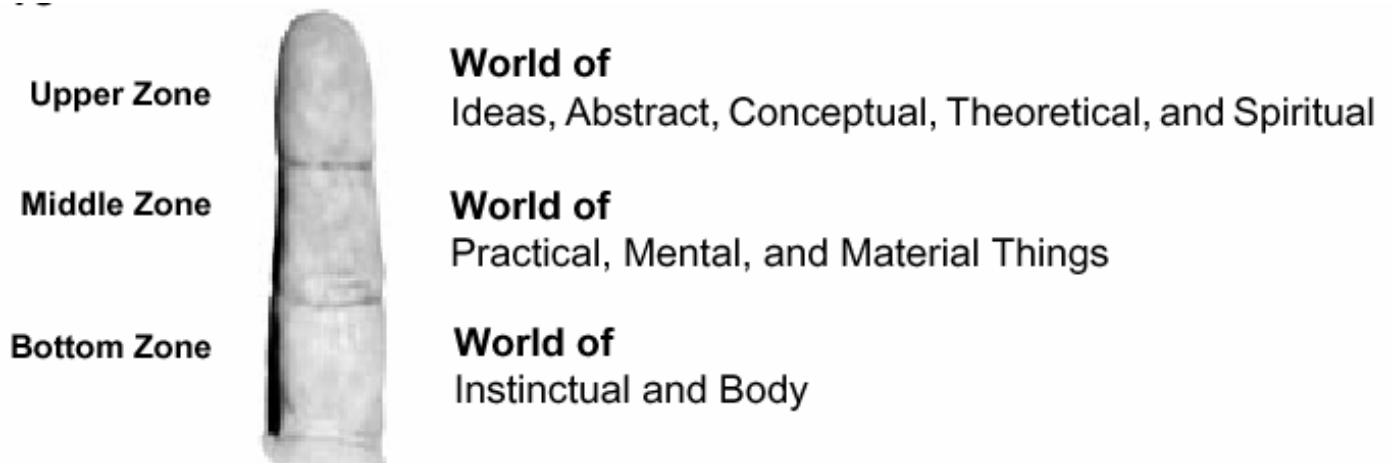 Upper Zone
World of
Ideas, Abstract, Conceptual, Theoretical, and Spiritual
Middle Zone
World of
Practical, Mental, and Material Things
Bottom Zone
World of
Instinctual and Body